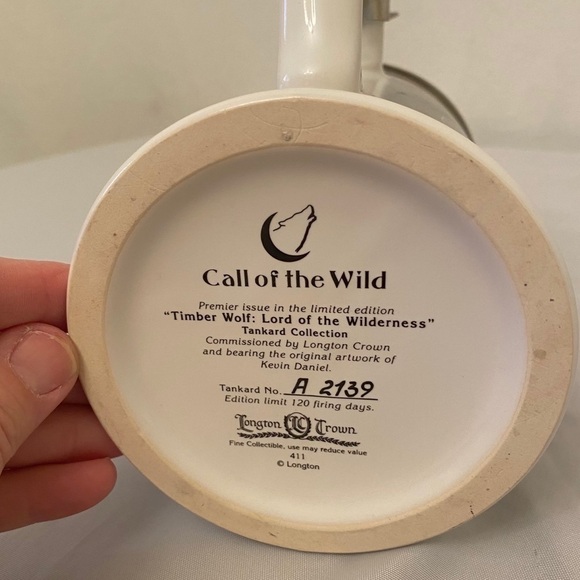 Call of the Wild
Premier issue in the limited edition
"Timber Wolf: Lord of the Wilderness"
Tankard Collection
Commissioned by Longton Crown
and bearing the original artwork of
Kevin Daniel.
Tankard No. A 2139
Edition limit 120 firing days.
Longton LC Crown
Fine Collectible, use may reduce value
411
© Longton